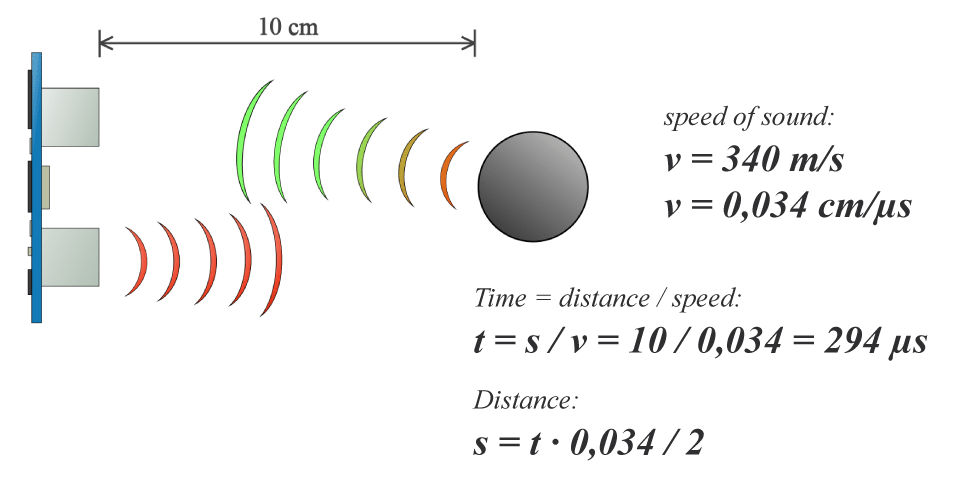 10 cm
speed of sound:
v = 340 m/s
v = 0,034 cm/μs
Time = distance / speed:
t = s / v = 10 / 0,034 = 294 μs
Distance:
s = t · 0,034 / 2